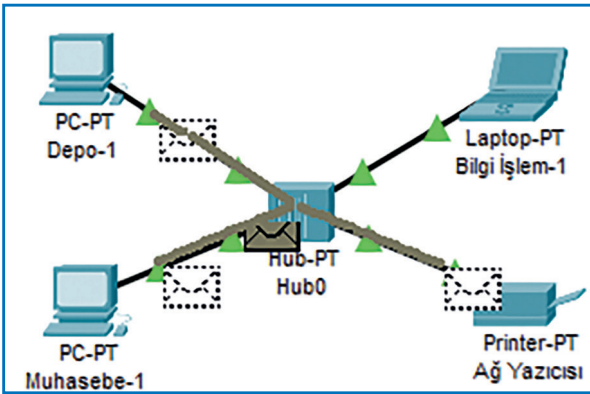 PC-PT
Depo-1
Laptop-PT
Bilgi İşlem-1
Hub-PT
Hub0
PC-PT
Muhasebe-1
Printer-PT
Ağ Yazıcısı